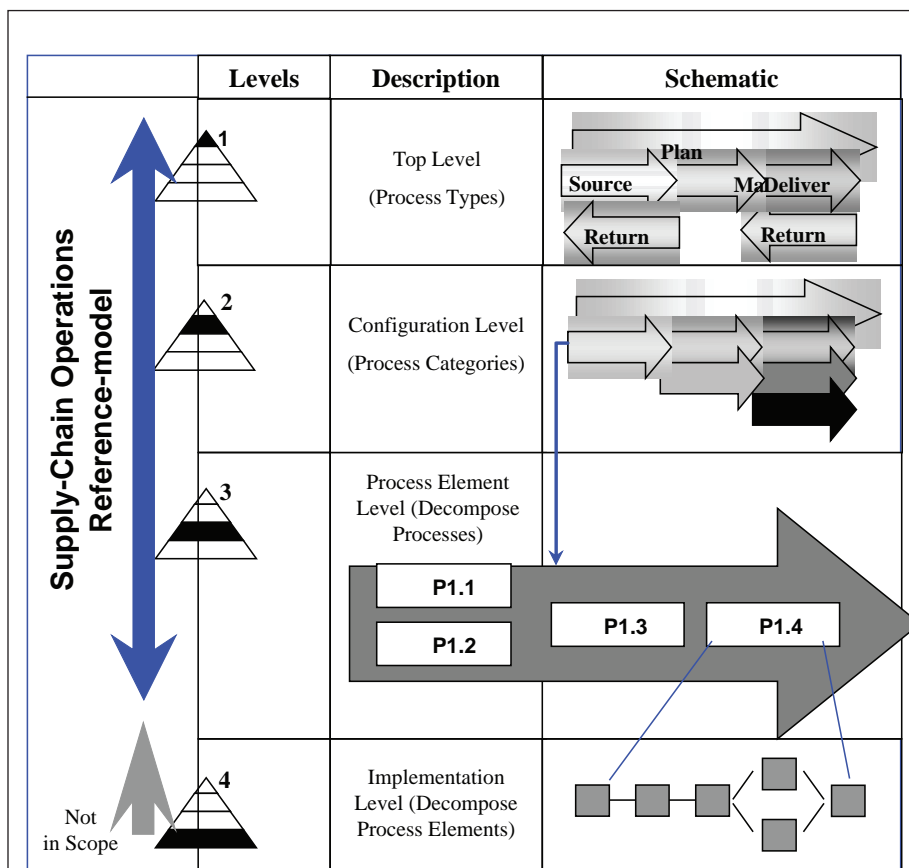 Levels
Description
Schematic
Supply-Chain Operations
Reference-model
1
Top Level
(Process Types)
Plan
Source
MaDeliver
Return
Return
2
Configuration Level
(Process Categories)
3
Process Element
Level (Decompose
Processes)
P1.1
P1.2
P1.3
P1.4
Not
in Scope
4
Implementation
Level (Decompose
Process Elements)